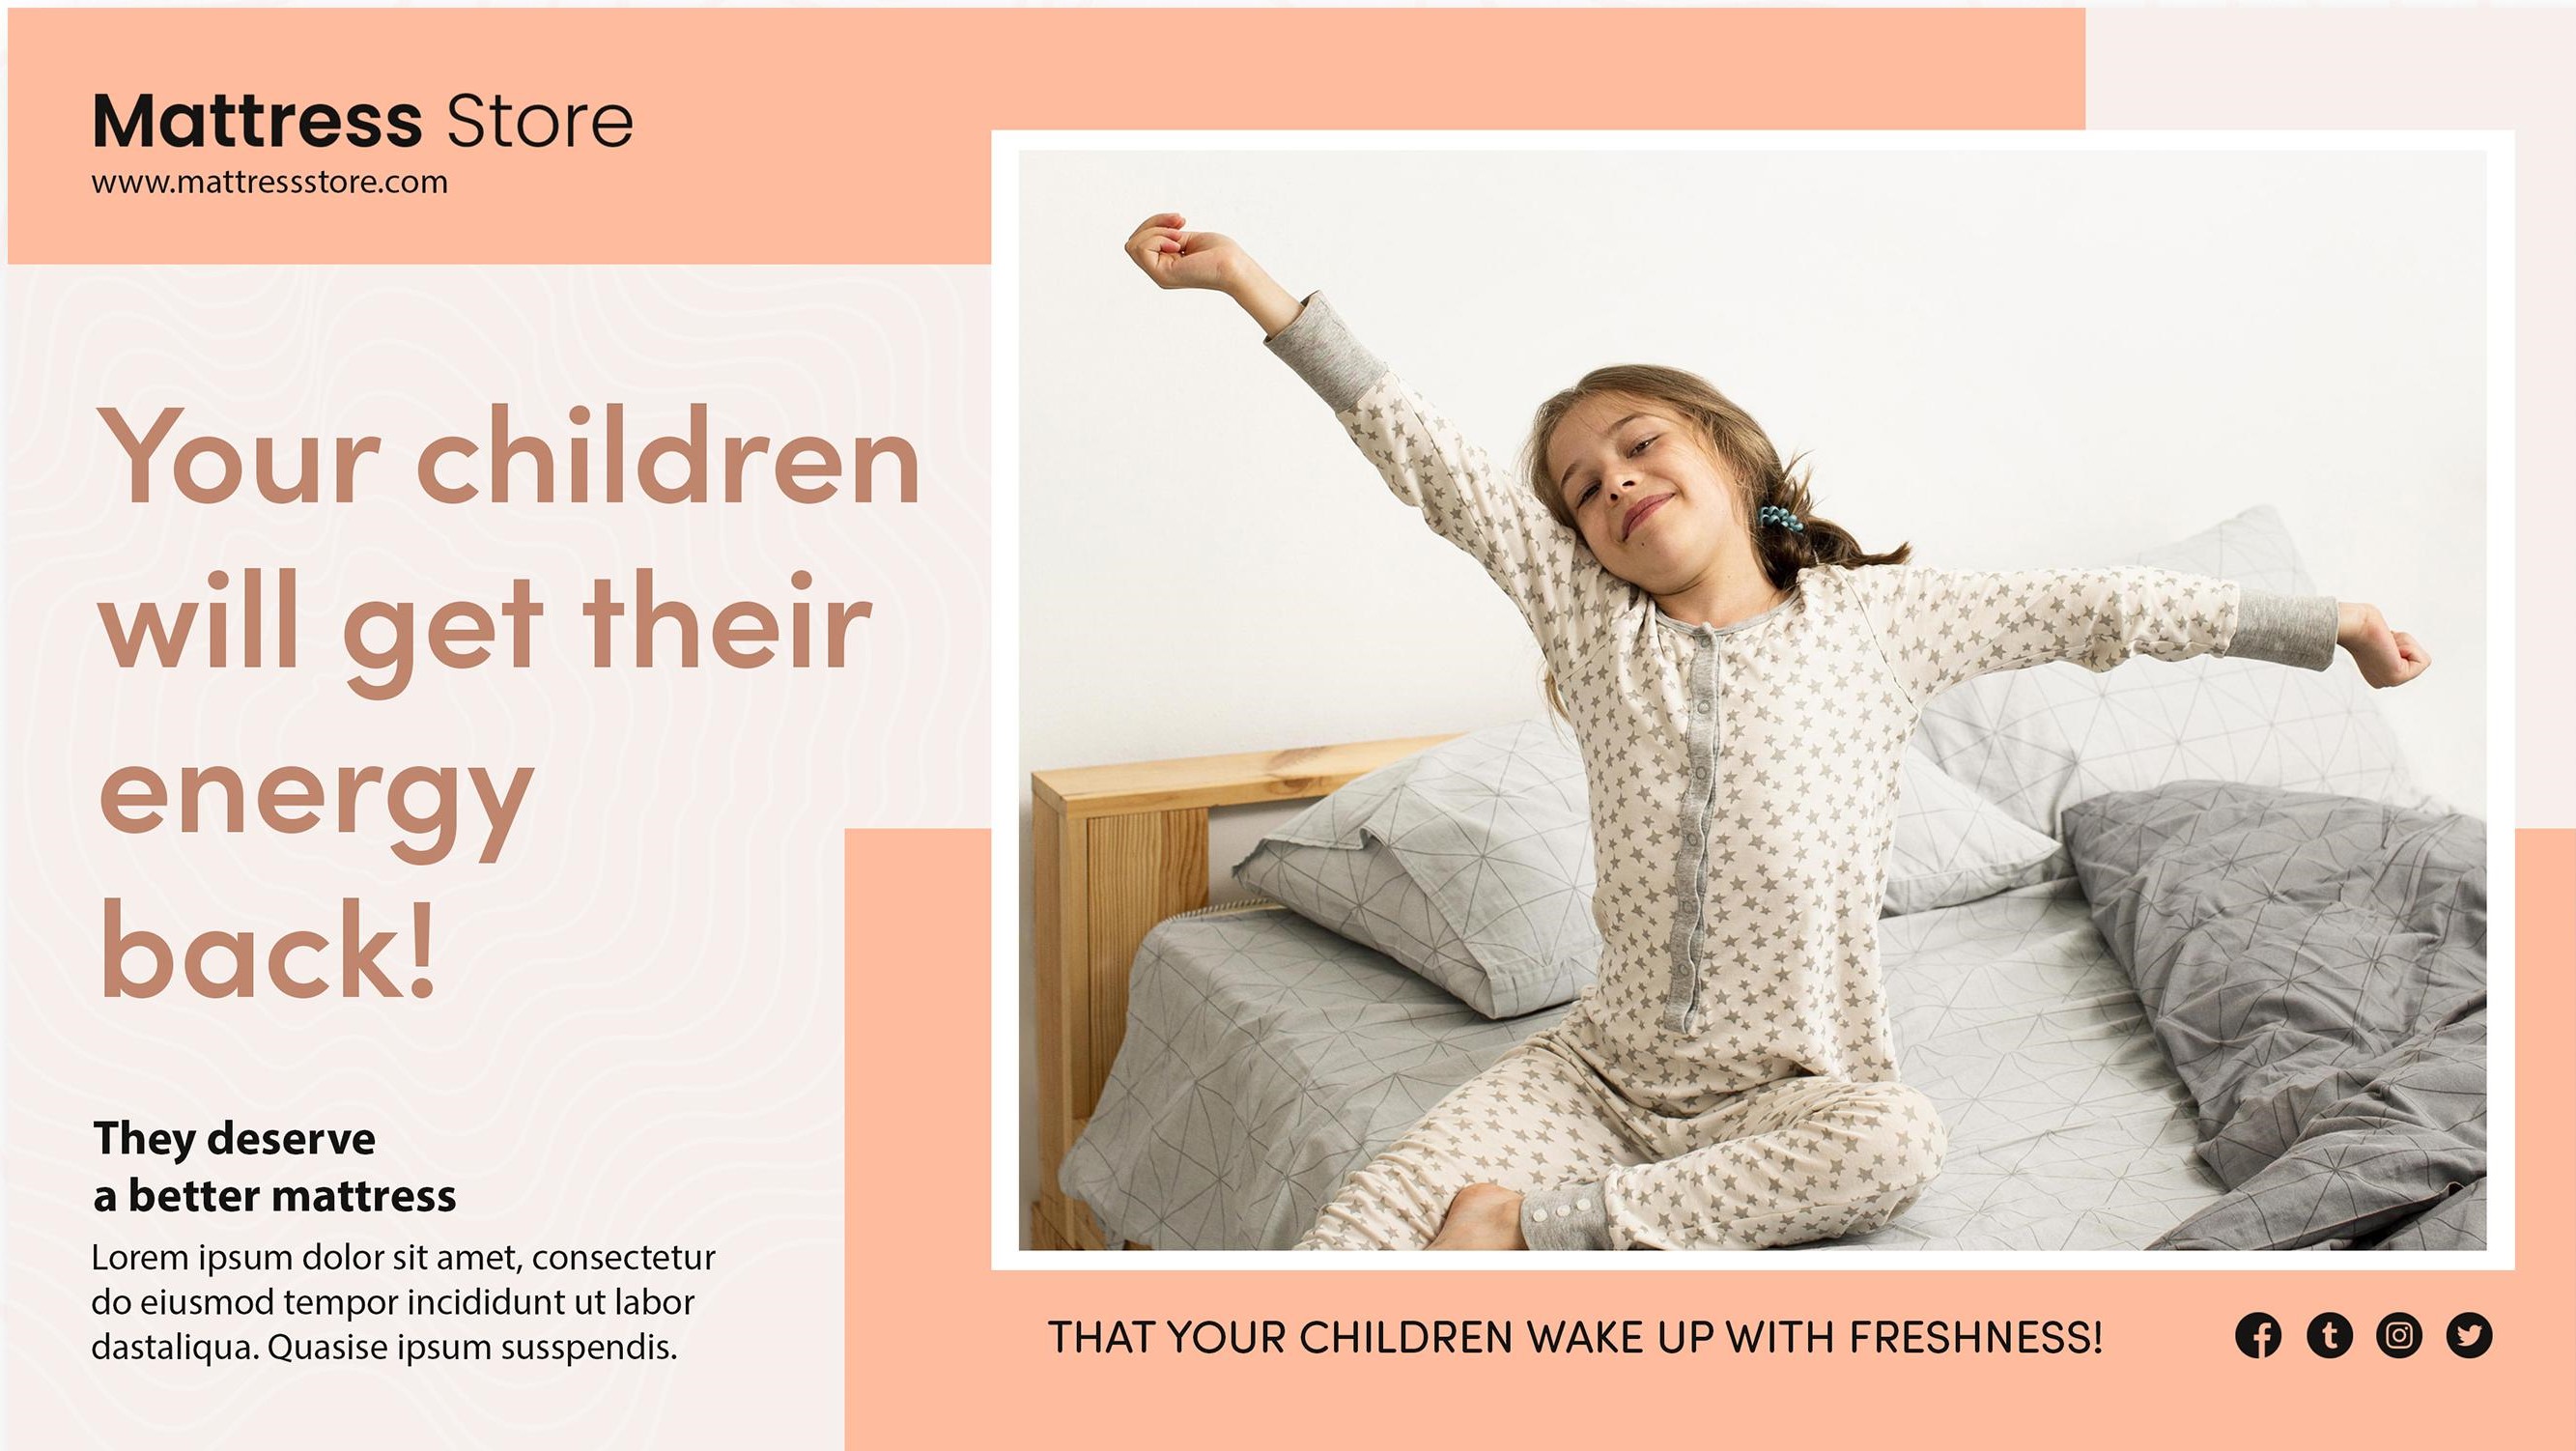 Mattress Store
www.mattressstore.com
Your children
will get their
energy
back!
They deserve
a better mattress
Lorem ipsum dolor sit amet, consectetur
do eiusmod tempor incididunt ut labor
dastaliqua. Quasise ipsum susspendis.
THAT YOUR CHILDREN WAKE UP WITH FRESHNESS!